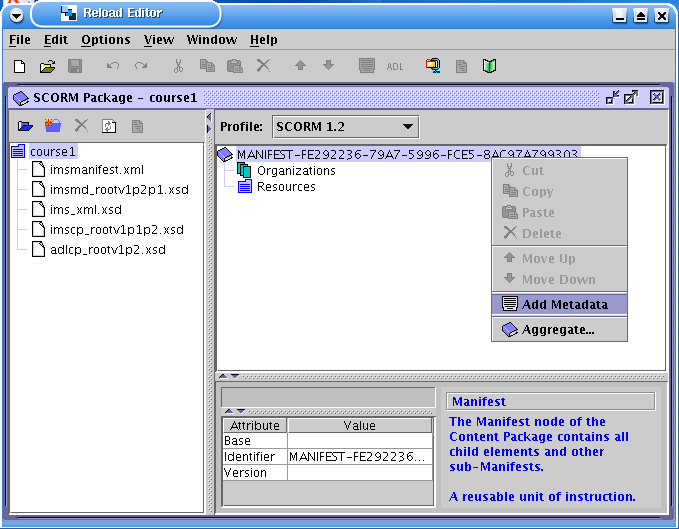 Reload Editor
File Edit Options View Window Help
ADL
SCORM Package - course1
Profile: SCORM 1.2
course1
imsmanifest.xml
imsmd_rootv1p2p1.xsd
ims_xml.xsd
imscp_rootv1p1p2.xsd
adlcp_rootv1p2.xsd
MANIFEST-FE292236-79A7-5996-FCE5-8AC97A799303
Organizations
Resources
Cut
Copy
Paste
Delete
Move Up
Move Down
Add Metadata
Aggregate...
Attribute Value
Base
Identifier MANIFEST-FE292236...
Version
Manifest
The Manifest node of the
Content Package contains all
child elements and other
sub-Manifests.
A reusable unit of instruction.